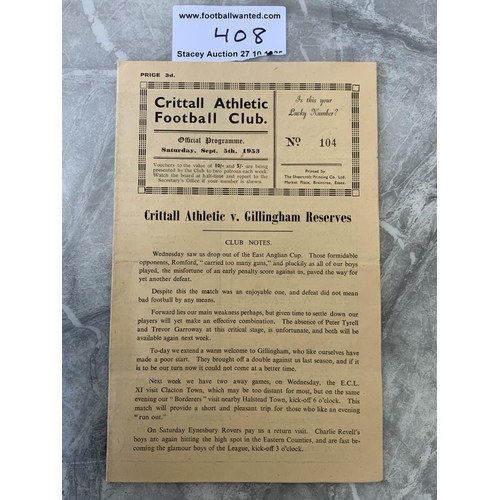 www.footballwanted.com
408
Stacey Auction 27 10
PRICE 2d.
Crittall Athletic
Football Club.
Official Programme.
Saturday, Sept. 5th, 1953
Vouchers to the value of 10/- and 5/- are being
presented by the Club to two patrons each week.
Watch the board at half-time and report to the
Secretary's Office if your number is shown.
Is this your
Lucky Number?
No 104
Printed by
The Printing Co. Ltd.
Market Place, Braintree, Essex.
Crittall Athletic v. Gillingham Reserves
CLUB NOTES.
Wednesday saw us drop out of the East Anglian Cup. Those formidable
opponents, Romford, "carried too many guns," and pluckily as all our boys
played, the misfortune of an early penalty score against us, paved the way for
yet another defeat.
Despite this the match was an enjoyable one, and defeat did not mean
bad football by any means.
Forward lies our main weakness perhaps, but given time to settle down our
players will yet make an effective combination. The absence of Peter Tyrell
and Trevor Garroway at this critical stage, is unfortunate, and both will be
available again next week.
To-day we extend a warm welcome to Gillingham, who like ourselves have
made a poor start. They brought off a double against us last season, and if it
is to be our turn now it could not come at a better time.
Next week we have two away games, on Wednesday, the E.C.L.
XI visit Clacton Town, which may be too distant for most, but on the same
evening our "Borderers" visit nearby Halstead Town, kick-off 6 o'clock. This
match will provide a short and pleasant trip for those who like an evening
"run out."
On Saturday Eynesbury Rovers pay us a return visit. Charlie Revell's
boys are again hitting the high spot in the Eastern Counties, and are fast be-
coming the glamour boys of the League, kick-off 3 o'clock.